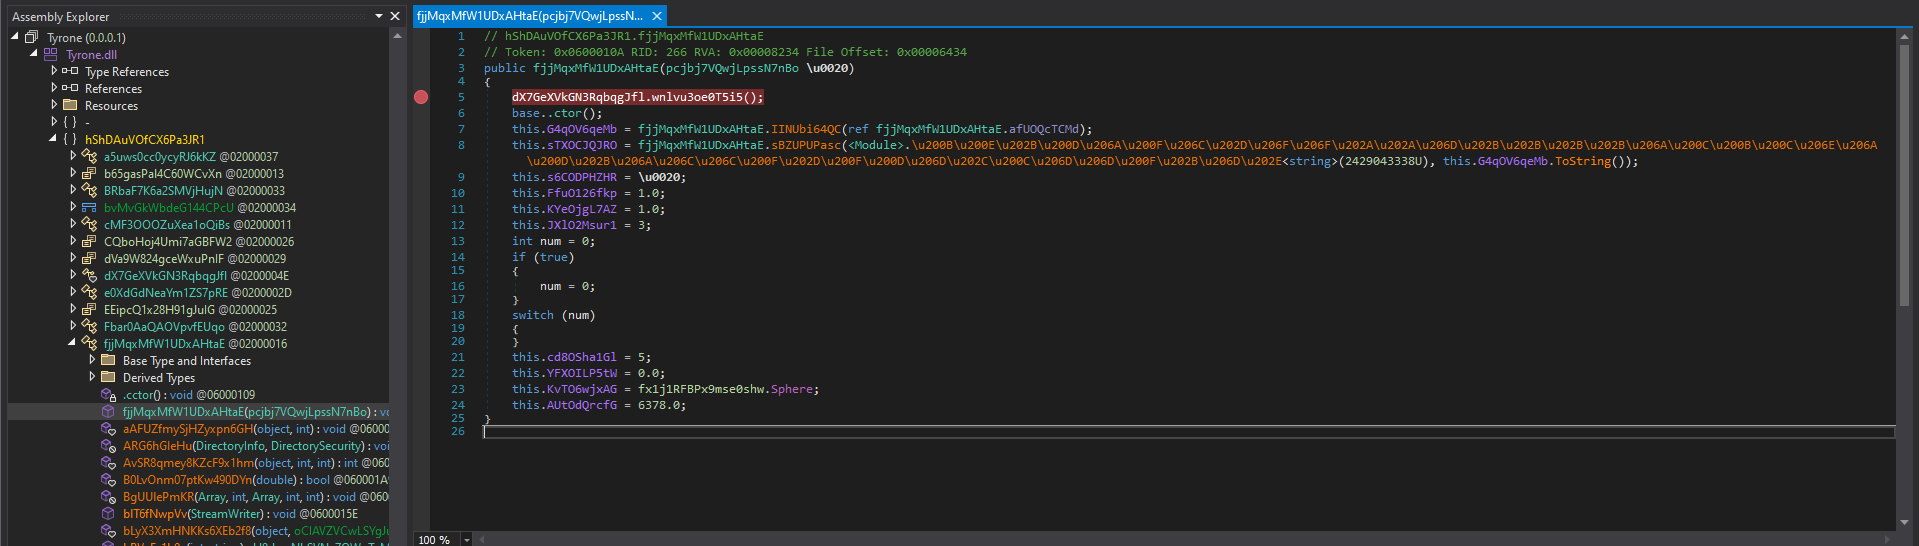 Assembly Explorer
Tyrone (0.0.0.1)
Tyrone.dll
Type References
References
Resources
{ } -
{ } hShDAuVOfCX6Pa3JR1
a5uws0cc0ycyRJ6kKZ @02000037
b65gasPaI4C60WCvXn @02000013
BRbaF7K6a2SMVjHujN @02000033
bvMvGkWbdeG144CPcU @02000034
cMF3OOOZuXea1oQiBs @02000011
CQboHoj4Umi7aGBFW2 @02000026
dVa9W824gceWxuPnIF @02000029
dX7GeXVkGN3RqbqgJfl @0200004E
e0XdGdNeaYm1ZS7pRE @0200002D
EEipcQ1x28H91gJulG @02000025
Fbar0AaQAOVpvfEUqo @02000032
fjjMqxMfW1UDxAHtaE @02000016
Base Type and Interfaces
Derived Types
.cctor() : void @06000109
fjjMqxMfW1UDxAHtaE(pcjbj7VQwjLpssN7nBo) : vo
aAFUZfmySjHZyxpn6GH(object, int) : void @0600
ARG6hGleHu(DirectoryInfo, DirectorySecurity) : voi
AvSR8qmey8KZcF9x1hm(object, int, int) : int @060
B0LvOnm07ptKw490DYn(double) : bool @060001A
BgUUIePmKR(Array, int, Array, int, int) : void @060
bIT6fNwpVv(StreamWriter) : void @0600015E
bLyX3XmHNKKs6XEb2f8(object, oCIAVZVCwLSYgJu
fjjMqxMfW1UDxAHtaE(pcjbj7VQwjLpssN...
1 // hShDAuVOfCX6Pa3JR1.fjjMqxMfW1UDxAHtaE
2 // Token: 0x0600010A RID: 266 RVA: 0x00008234 File Offset: 0x00006434
3 public fjjMqxMfW1UDxAHtaE(pcjbj7VQwjLpssN7nBo \u0020)
4 {
5 dX7GeXVkGN3RqbqgJfl.wnlvu3oe0T5i5();
6 base..ctor();
7 this.G4qOV6qeMb = fjjMqxMfW1UDxAHtaE.IINUbi64QC(ref fjjMqxMfW1UDxAHtaE.afUOQcTCMd);
8 this.sTXOCJQJRO = fjjMqxMfW1UDxAHtaE.sBZUPUPasc(<Module>.\u200B\u200E\u202B\u200D\u206A\u200F\u206C\u202D\u206F\u206F\u202A\u202A\u206D\u202B\u202B\u202B\u202B\u206A\u200C\u200B\u200C\u206E\u206A
\u200D\u202B\u206A\u206C\u206C\u200F\u202D\u200F\u200D\u206D\u202C\u200C\u206D\u206D\u200F\u202B\u206D\u202E<string>(2429043338U), this.G4qOV6qeMb.ToString());
9 this.s6CODPHZHR = \u0020;
10 this.FfuO126fkp = 1.0;
11 this.KYeOjgL7AZ = 1.0;
12 this.JXlO2Msur1 = 3;
13 int num = 0;
14 if (true)
15 {
16 num = 0;
17 }
18 switch (num)
19 {
20 }
21 this.cd8OSha1Gl = 5;
22 this.YFXOILP5tW = 0.0;
23 this.KvTO6wjxAG = fx1j1RFBPx9mse0shw.Sphere;
24 this.AUtOdQrcfG = 6378.0;
25 }
26
100 %